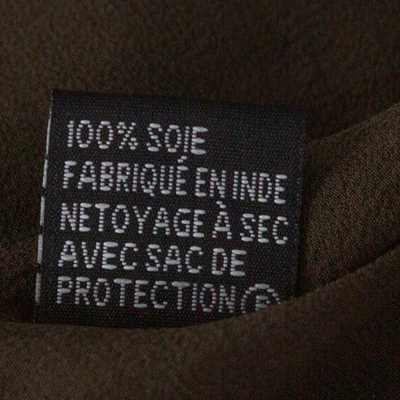 100% SOIE
FABRIQUÉ EN INDE
NETOYAGE À SEC
AVEC SAC DE
PROTECTION Ⓟ